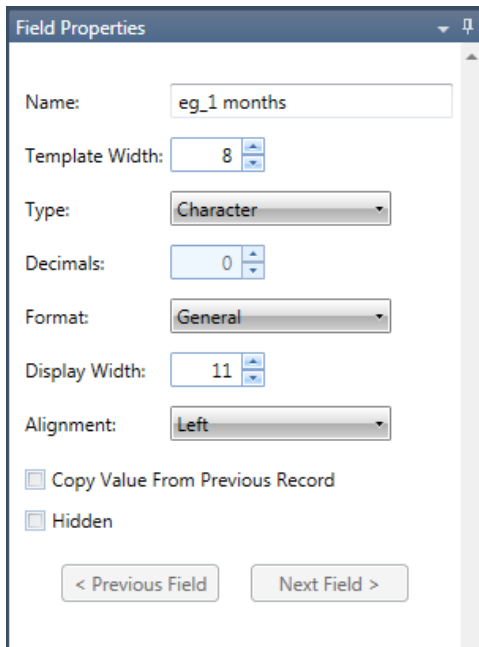 Field Properties
Name: eg_1 months
Template Width: 8
Type: Character
Decimals: 0
Format: General
Display Width: 11
Alignment: Left
Copy Value From Previous Record
Hidden
< Previous Field Next Field >